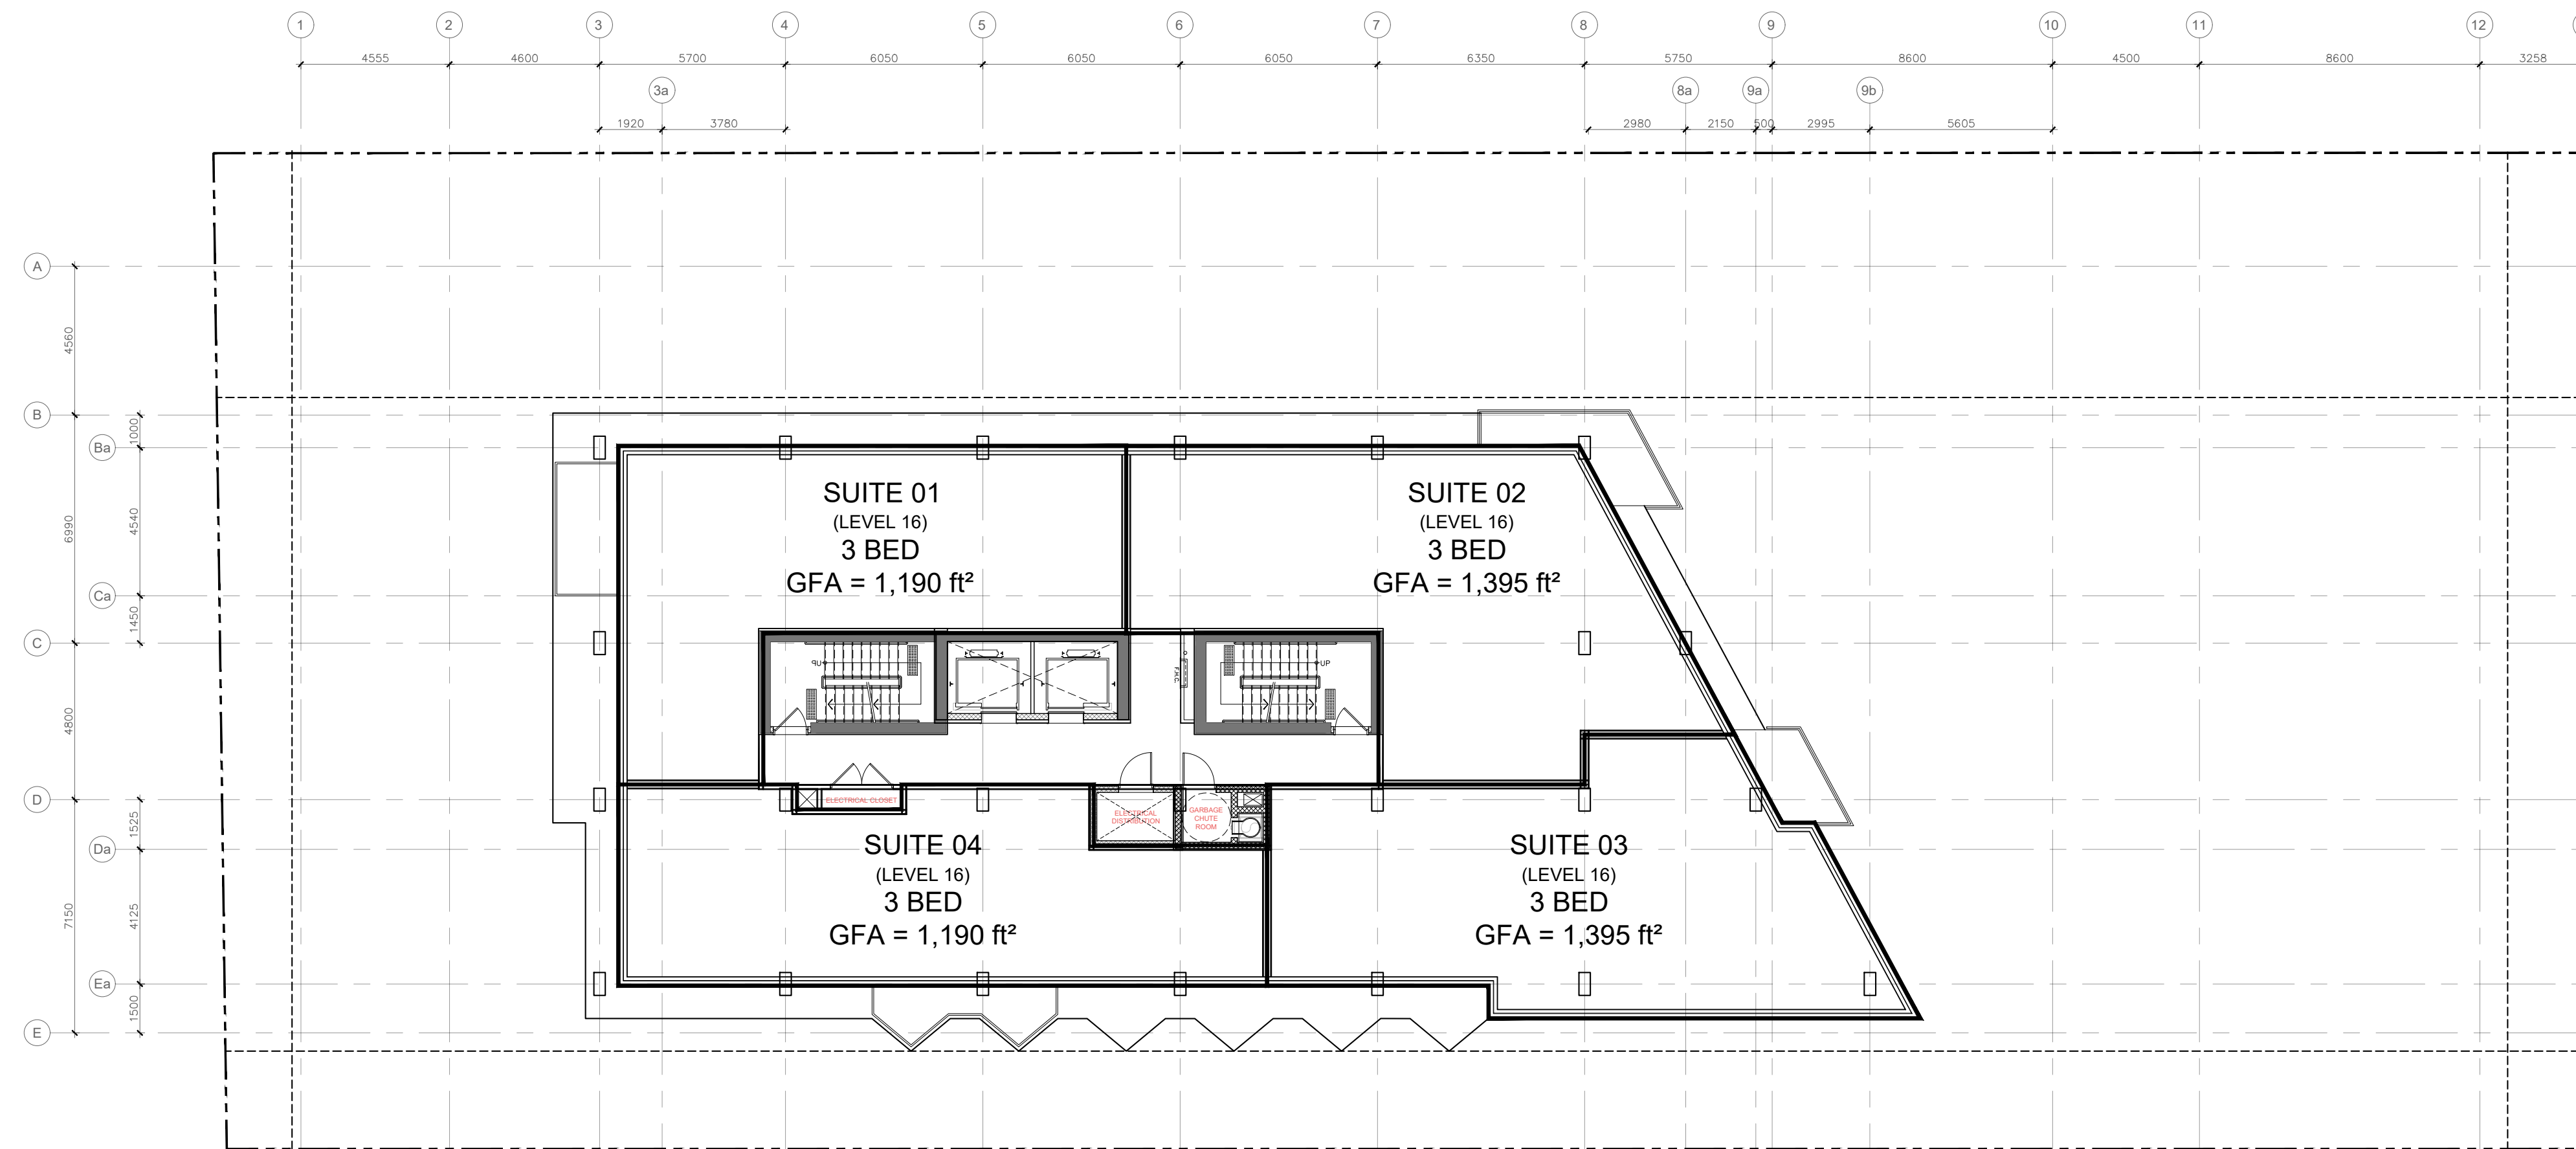 1 2 3 4 5 6 7 8 9 10 11 12
4555 4600 5700 6050 6050 6050 6350 5750 8600 4500 8600 3258
3a 8a 9a 9b
1920 3780 2980 2150 500 2995 5605
A
4560
B
1000
Ba
6990
4540
Ca
1450
C
4800
D
1525
Da
7150
4125
Ea
1500
E
SUITE 01
(LEVEL 16)
3 BED
GFA = 1,190 ft²
SUITE 02
(LEVEL 16)
3 BED
GFA = 1,395 ft²
UP
UP
F.H.C.
ELECTRICAL CLOSET
ELECTRICAL
DISTRIBUTION
GARBAGE
CHUTE
ROOM
SUITE 04
(LEVEL 16)
3 BED
GFA = 1,190 ft²
SUITE 03
(LEVEL 16)
3 BED
GFA = 1,395 ft²